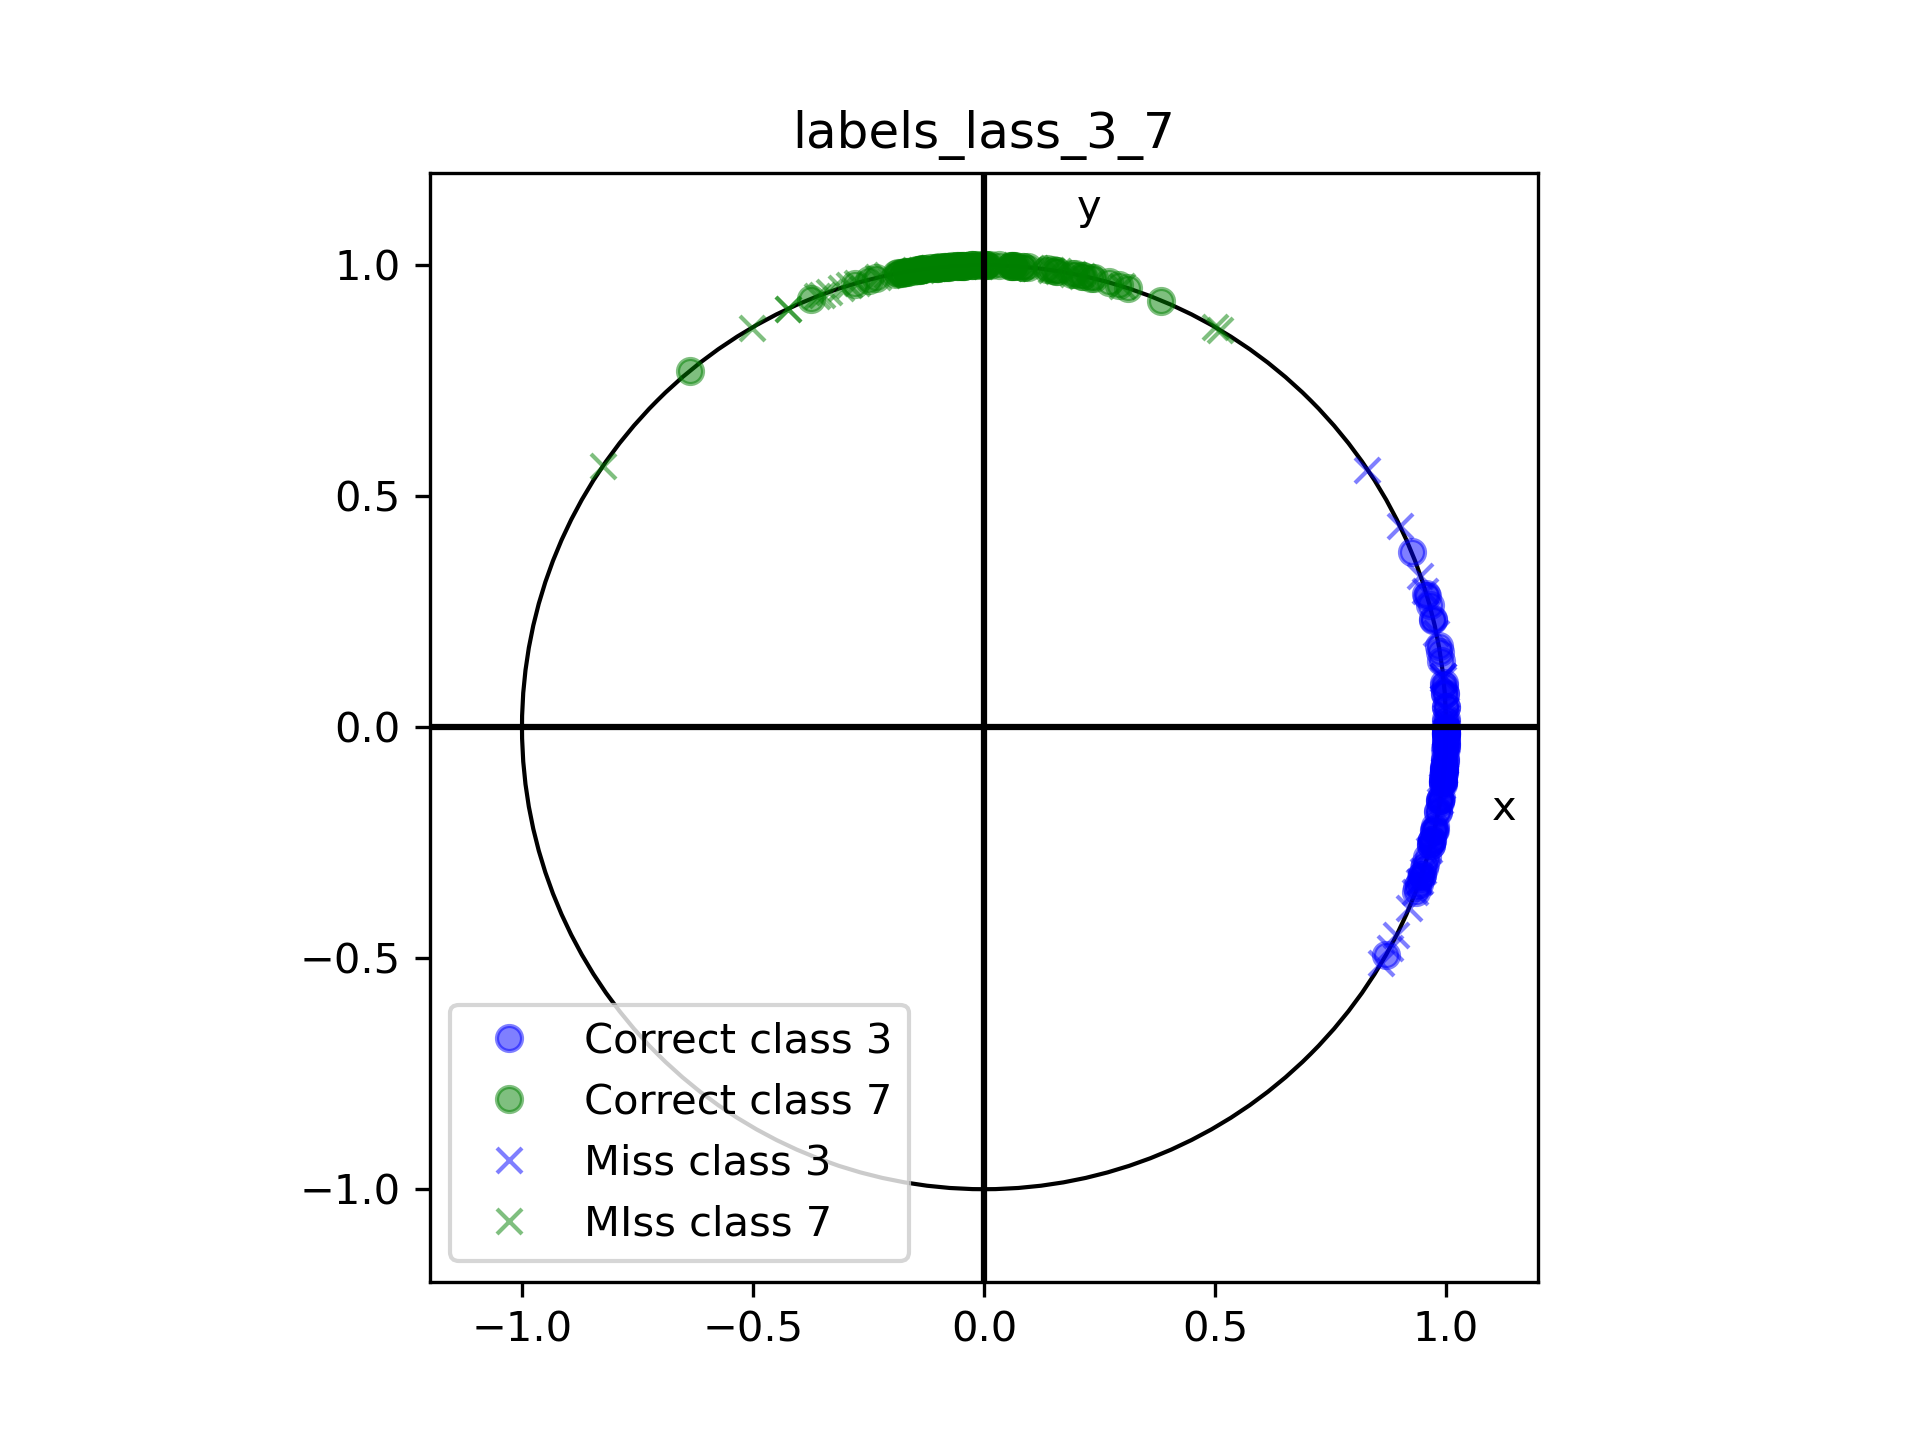 labels_lass_3_7
y
1.0
0.5
0.0
−0.5
−1.0
x
Correct class 3
Correct class 7
Miss class 3
MIss class 7
−1.0 −0.5 0.0 0.5 1.0